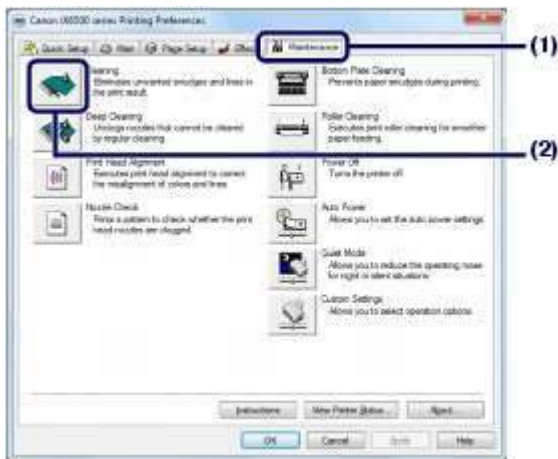 Canon iX6500 series Printing Preferences
Quick Setup Main Page Setup Effects Maintenance
(1)
Cleaning
Eliminates unwanted smudges and lines in
the print result.
Deep Cleaning
Unclogs nozzles that cannot be cleared
by regular cleaning.
(2)
Print Head Alignment
Executes print head alignment to correct
the misalignment of colors and lines.
Nozzle Check
Prints a pattern to check whether the print
head nozzles are clogged.
Bottom Plate Cleaning
Prevents paper smudges during printing.
Roller Cleaning
Executes print roller cleaning for smoother
paper feeding.
Power Off
Turns the printer off.
Auto Power
Allows you to set the auto power settings.
Quiet Mode
Allows you to reduce the operating noise
for night or silent situations.
Custom Settings
Allows you to select operation options.
Instructions View Printer Status... About...
OK Cancel Apply Help